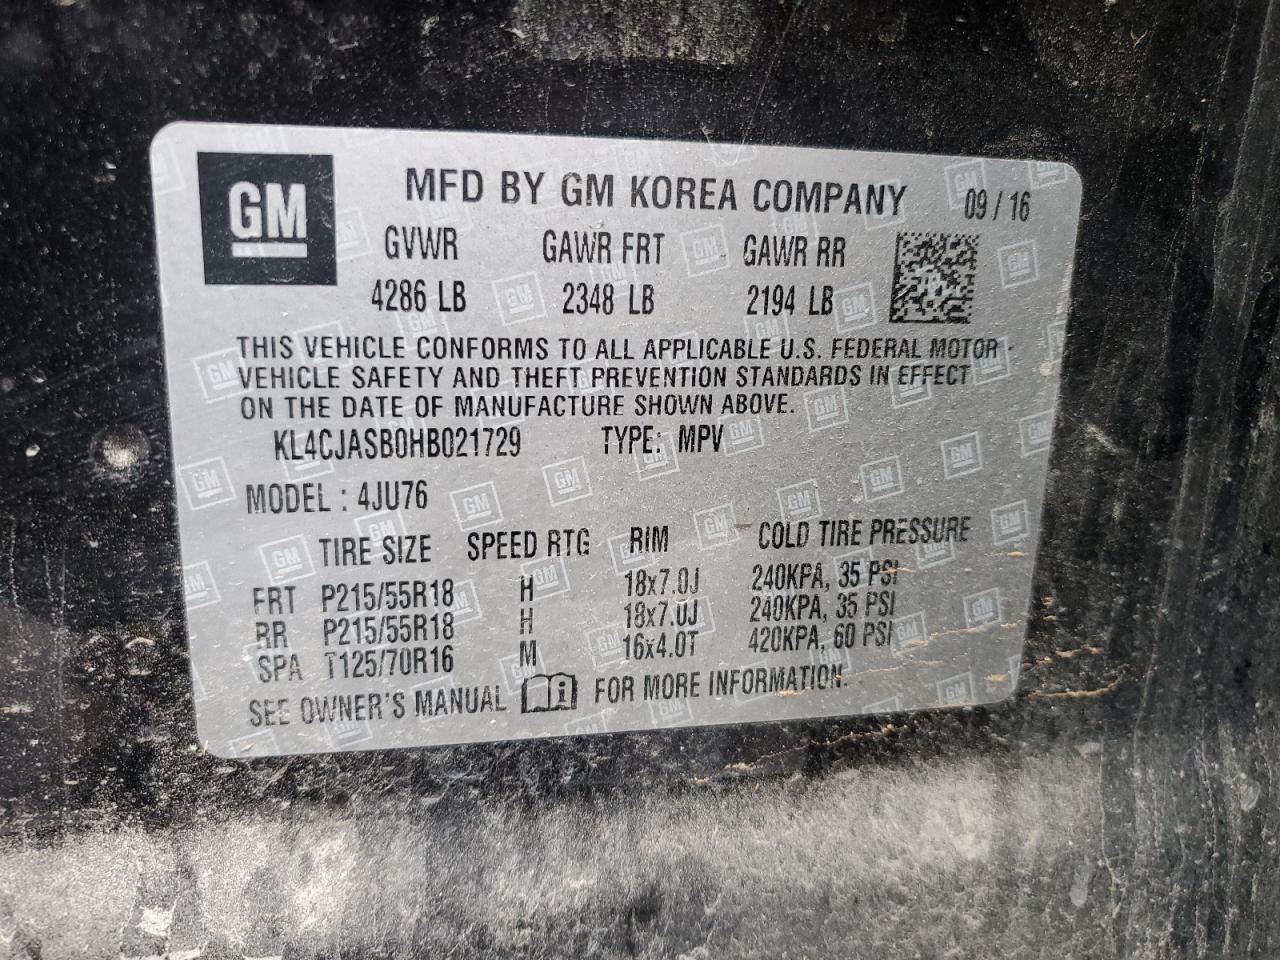 GM MFD BY GM KOREA COMPANY 09 / 16
GVWR GAWR FRT GAWR RR
4286 LB 2348 LB 2194 LB
THIS VEHICLE CONFORMS TO ALL APPLICABLE U.S. FEDERAL MOTOR
VEHICLE SAFETY AND THEFT PREVENTION STANDARDS IN EFFECT
ON THE DATE OF MANUFACTURE SHOWN ABOVE.
KL4CJASB0HB021729 TYPE: MPV
MODEL : 4JU76
TIRE SIZE SPEED RTG RIM COLD TIRE PRESSURE
FRT P215/55R18 H 18x7.0J 240KPA, 35 PSI
RR P215/55R18 H 18x7.0J 240KPA, 35 PSI
SPA T125/70R16 M 16x4.0T 420KPA, 60 PSI
SEE OWNER'S MANUAL i FOR MORE INFORMATION.